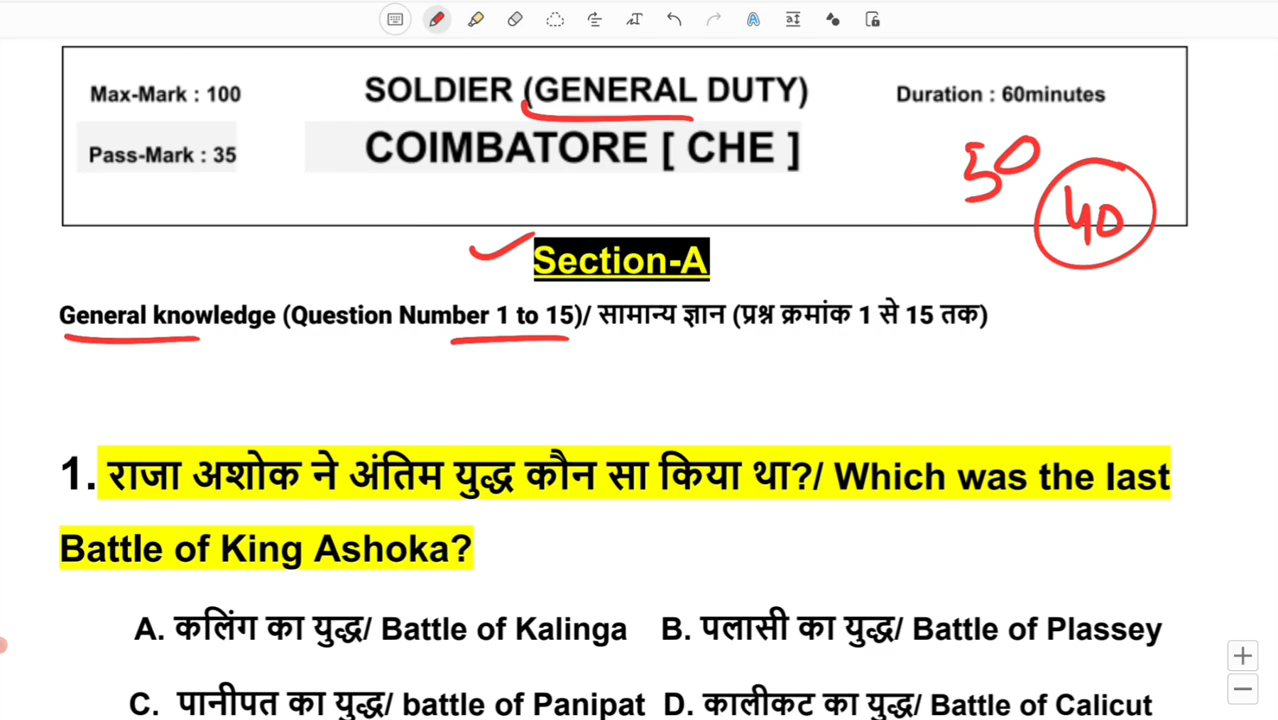 Max-Mark : 100 SOLDIER (GENERAL DUTY) Duration : 60minutes
Pass-Mark : 35 COIMBATORE [ CHE ]
50
40
Section-A
General knowledge (Question Number 1 to 15)/ सामान्य ज्ञान (प्रश्न क्रमांक 1 से 15 तक)
1. राजा अशोक ने अंतिम युद्ध कौन सा किया था?/ Which was the last
Battle of King Ashoka?
A. कलिंग का युद्ध/ Battle of Kalinga B. पलासी का युद्ध/ Battle of Plassey
C. पानीपत का युद्ध/ battle of Panipat D. कालीकट का युद्ध/ Battle of Calicut